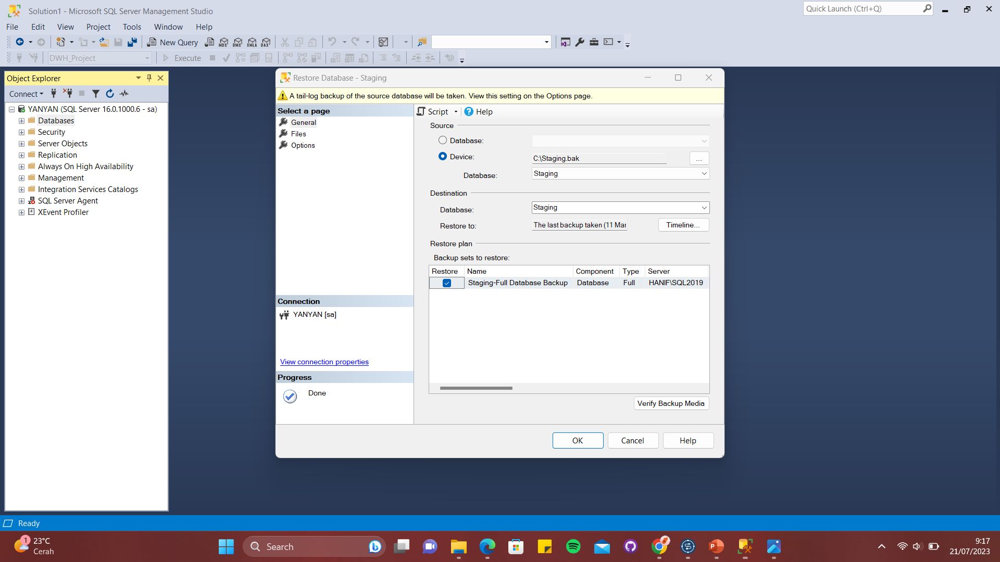 Solution1 - Microsoft SQL Server Management Studio
Quick Launch (Ctrl+Q)
File Edit View Project Tools Window Help
New Query MDX DMX XMLA DAX
DWH_Project Execute
Object Explorer
Connect
YANYAN (SQL Server 16.0.1000.6 - sa)
Databases
Security
Server Objects
Replication
Always On High Availability
Management
Integration Services Catalogs
SQL Server Agent
XEvent Profiler
Restore Database - Staging
A tail-log backup of the source database will be taken. View this setting on the Options page.
Select a page
General
Files
Options
Connection
YANYAN [sa]
View connection properties
Progress
Done
Script Help
Source
Database:
Device: C:\Staging.bak ...
Database: Staging
Destination
Database: Staging
Restore to: The last backup taken (11 Mar Timeline...
Restore plan
Backup sets to restore:
Restore Name Component Type Server
Staging-Full Database Backup Database Full HANIF\SQL2019
Verify Backup Media
OK Cancel Help
Ready
1 23°C
Cerah
Search
9:17
21/07/2023